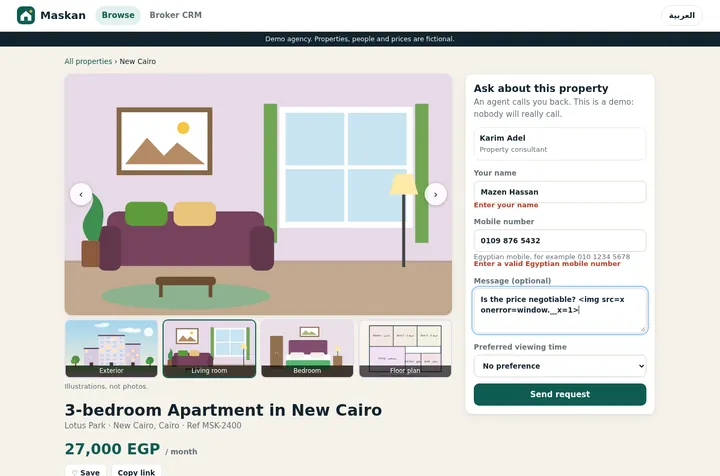 Maskan
Browse
Broker CRM
العربية
Demo agency. Properties, people and prices are fictional.
All properties › New Cairo
‹
›
Exterior
Living room
Bedroom
Floor plan
Illustrations, not photos.
3-bedroom Apartment in New Cairo
Lotus Park · New Cairo, Cairo · Ref MSK-2400
27,000 EGP / month
♡ Save
Copy link
Ask about this property
An agent calls you back. This is a demo:
nobody will really call.
Karim Adel
Property consultant
Your name
Mazen Hassan
Enter your name
Mobile number
0109 876 5432
Egyptian mobile, for example 010 1234 5678
Enter a valid Egyptian mobile number
Message (optional)
Is the price negotiable? <img src=x
onerror=window.__x=1>
Preferred viewing time
No preference
Send request